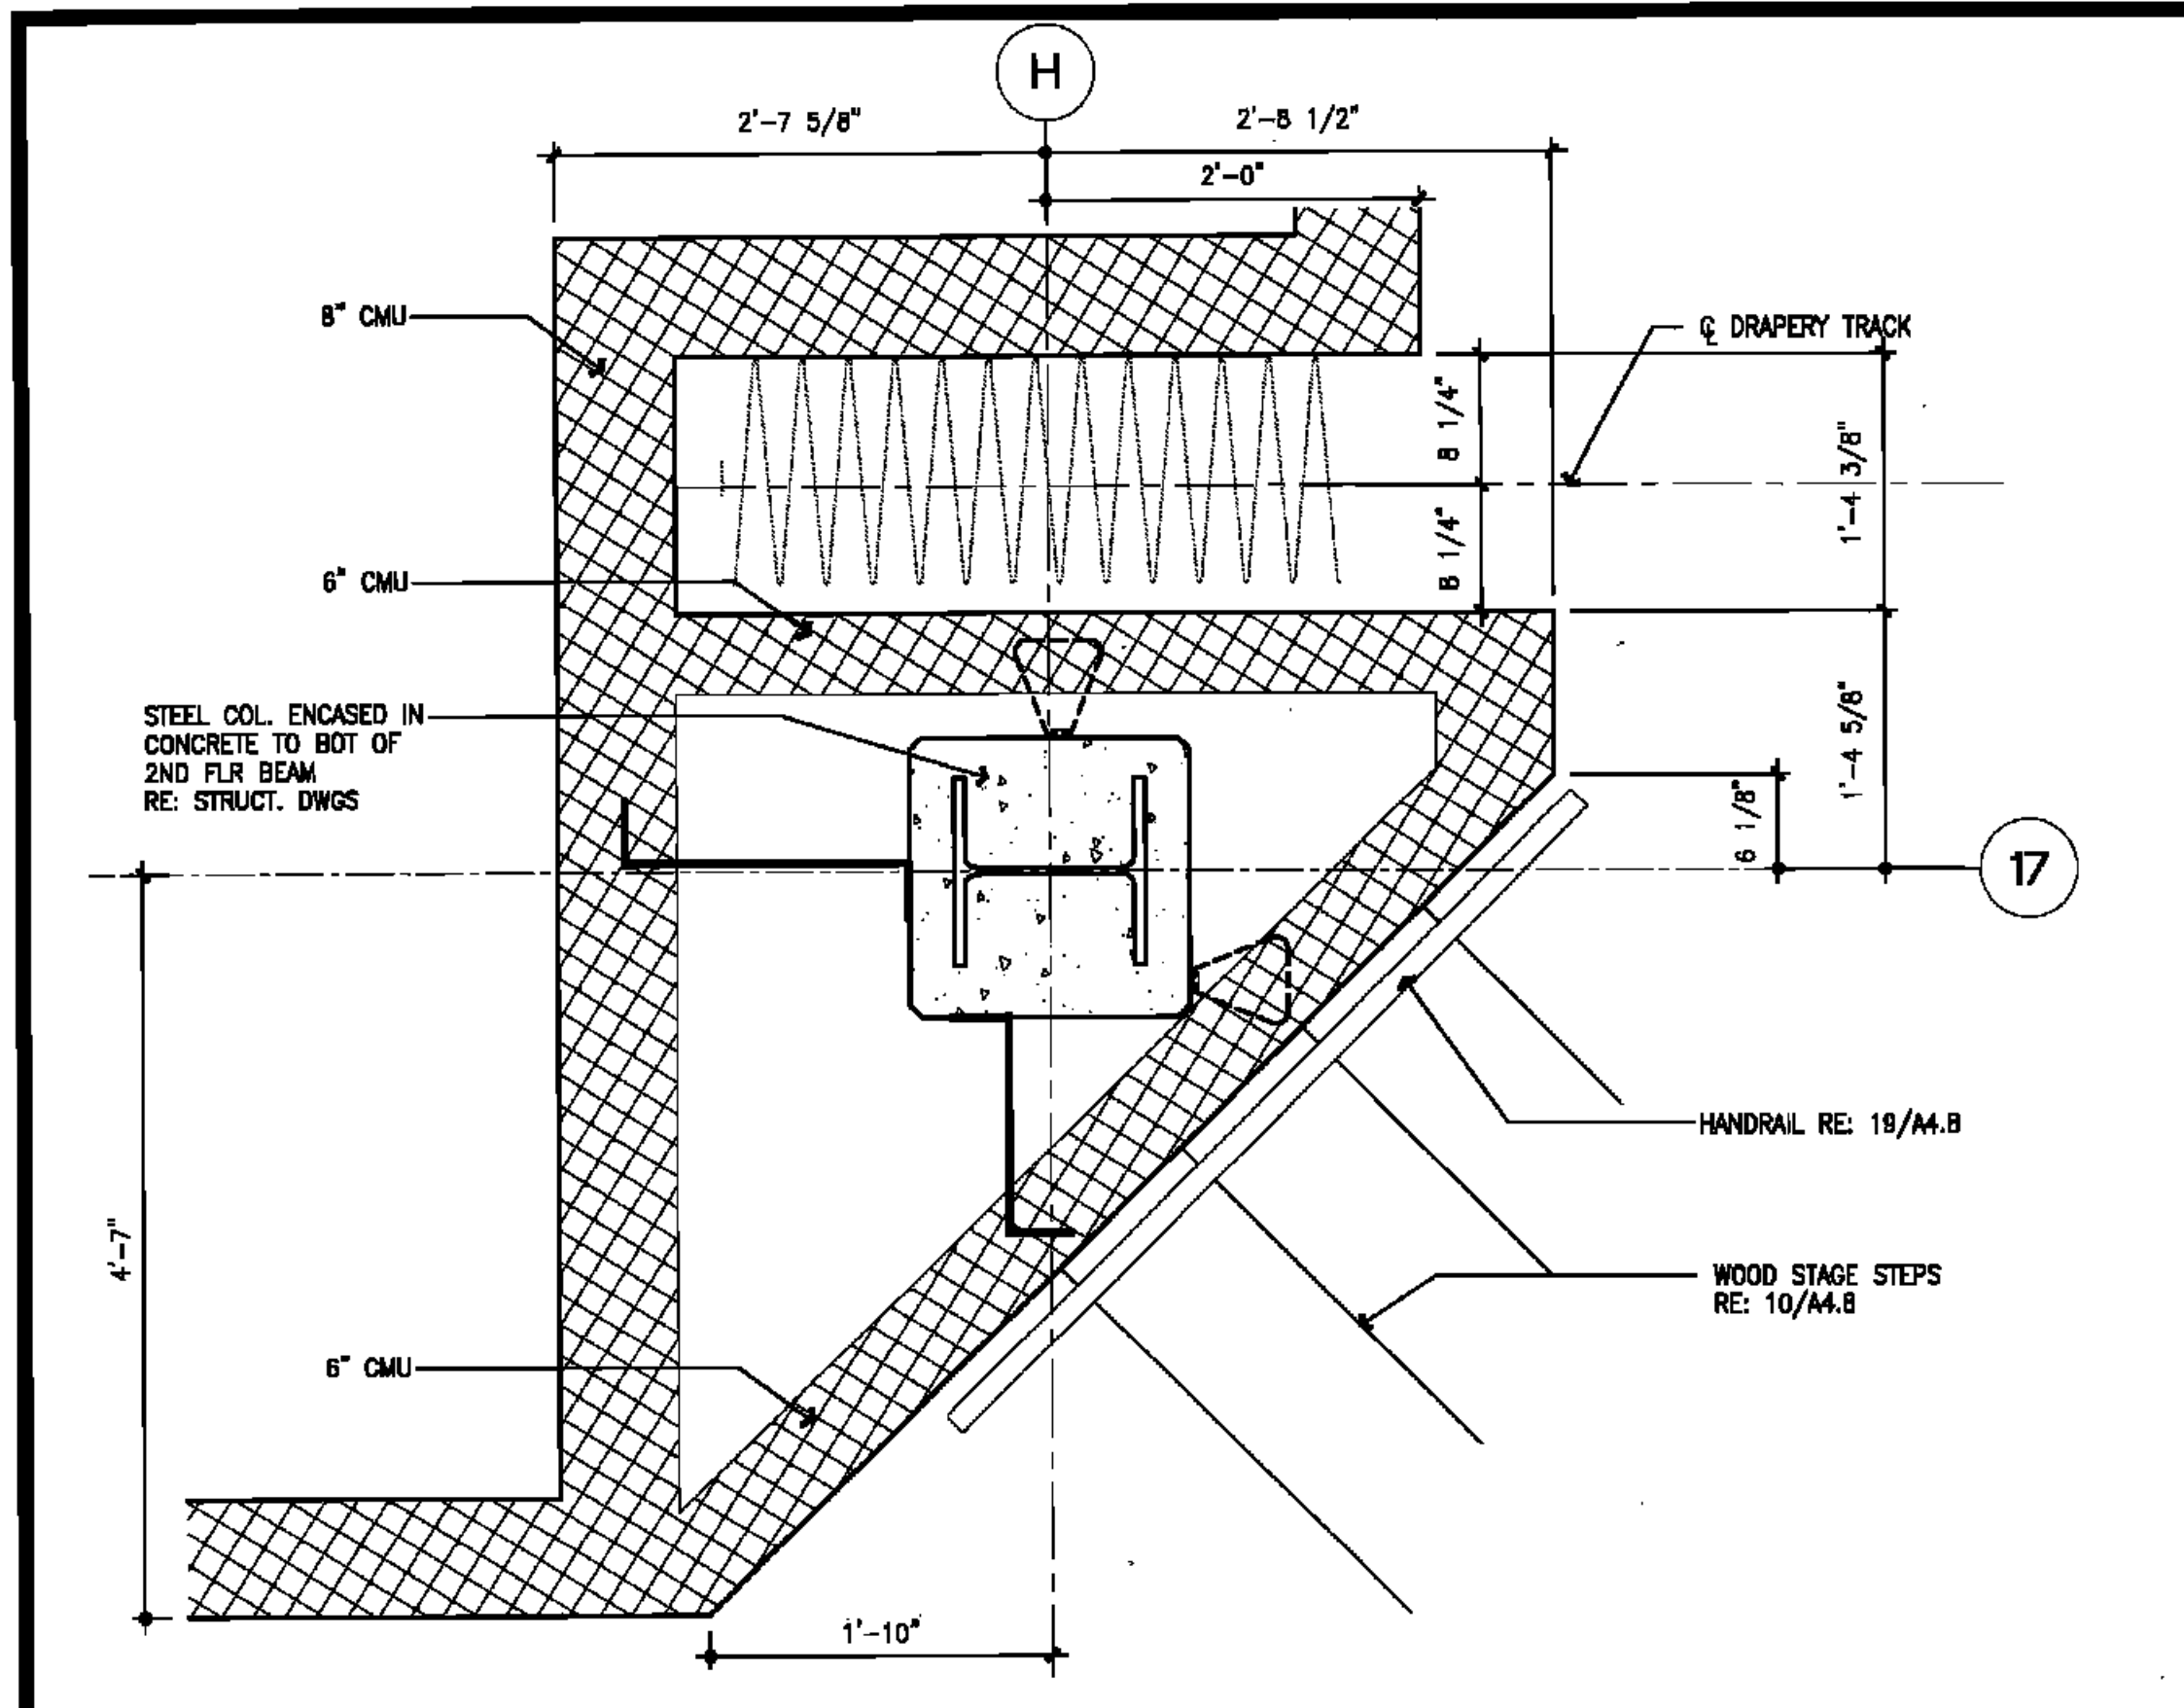 H
2'-7 5/8"
2'-8 1/2"
2'-0"
8" CMU
℄ DRAPERY TRACK
8 1/4"
1'-4 3/8"
8 1/4"
6" CMU
STEEL COL. ENCASED IN
CONCRETE TO BOT OF
2ND FLR BEAM
RE: STRUCT. DWGS
1'-4 5/8"
6 1/8"
17
HANDRAIL RE: 19/A4.8
4'-7"
WOOD STAGE STEPS
RE: 10/A4.8
6" CMU
1'-10"